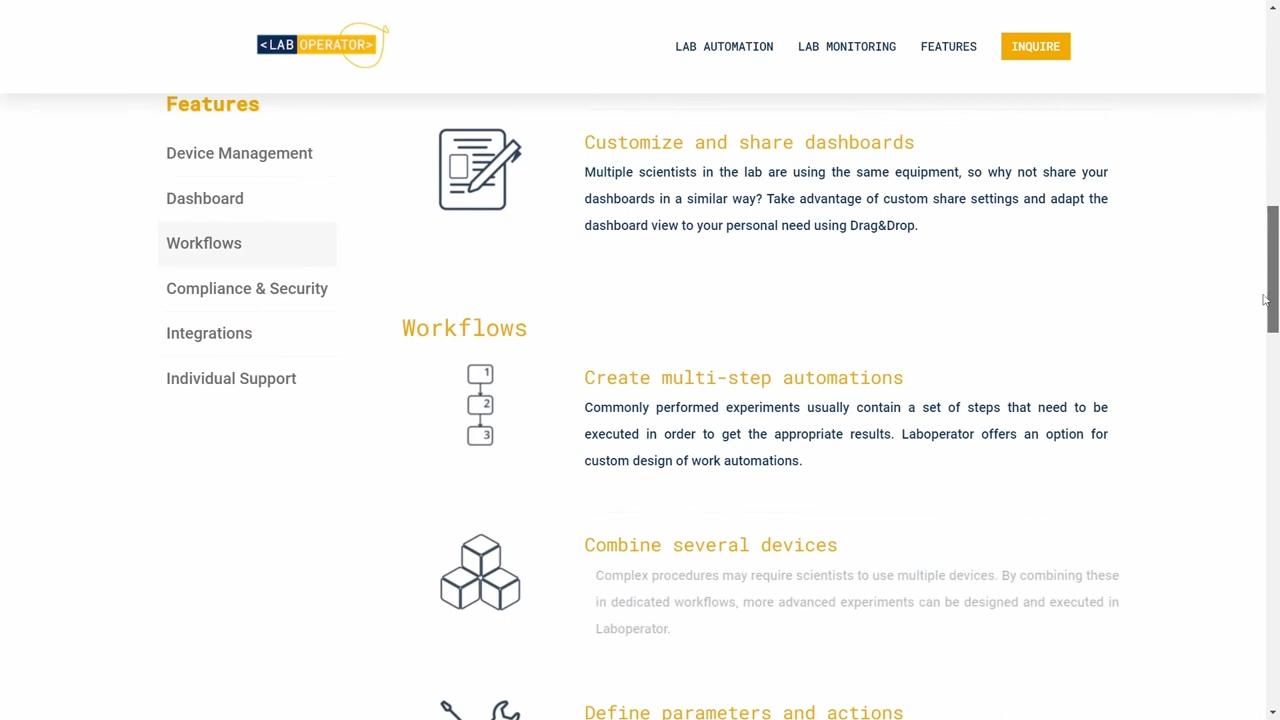 <LAB OPERATOR>
LAB AUTOMATION
LAB MONITORING
FEATURES
INQUIRE
Features
Device Management
Dashboard
Workflows
Compliance & Security
Integrations
Individual Support
Customize and share dashboards
Multiple scientists in the lab are using the same equipment, so why not share your
dashboards in a similar way? Take advantage of custom share settings and adapt the
dashboard view to your personal need using Drag&Drop.
Workflows
1
2
3
Create multi-step automations
Commonly performed experiments usually contain a set of steps that need to be
executed in order to get the appropriate results. Laboperator offers an option for
custom design of work automations.
Combine several devices
Complex procedures may require scientists to use multiple devices. By combining these
in dedicated workflows, more advanced experiments can be designed and executed in
Laboperator.
Define parameters and actions